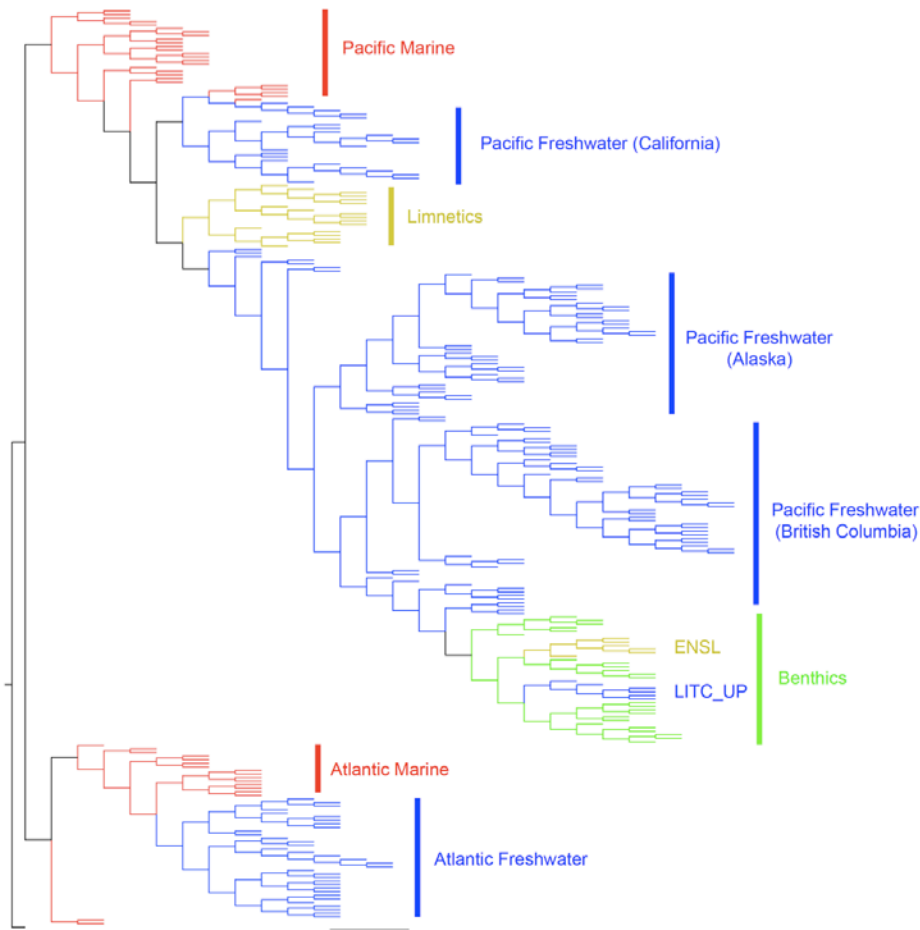 Pacific Marine
Pacific Freshwater (California)
Limnetics
Pacific Freshwater
(Alaska)
Pacific Freshwater
(British Columbia)
ENSL
LITC_UP
Benthics
Atlantic Marine
Atlantic Freshwater